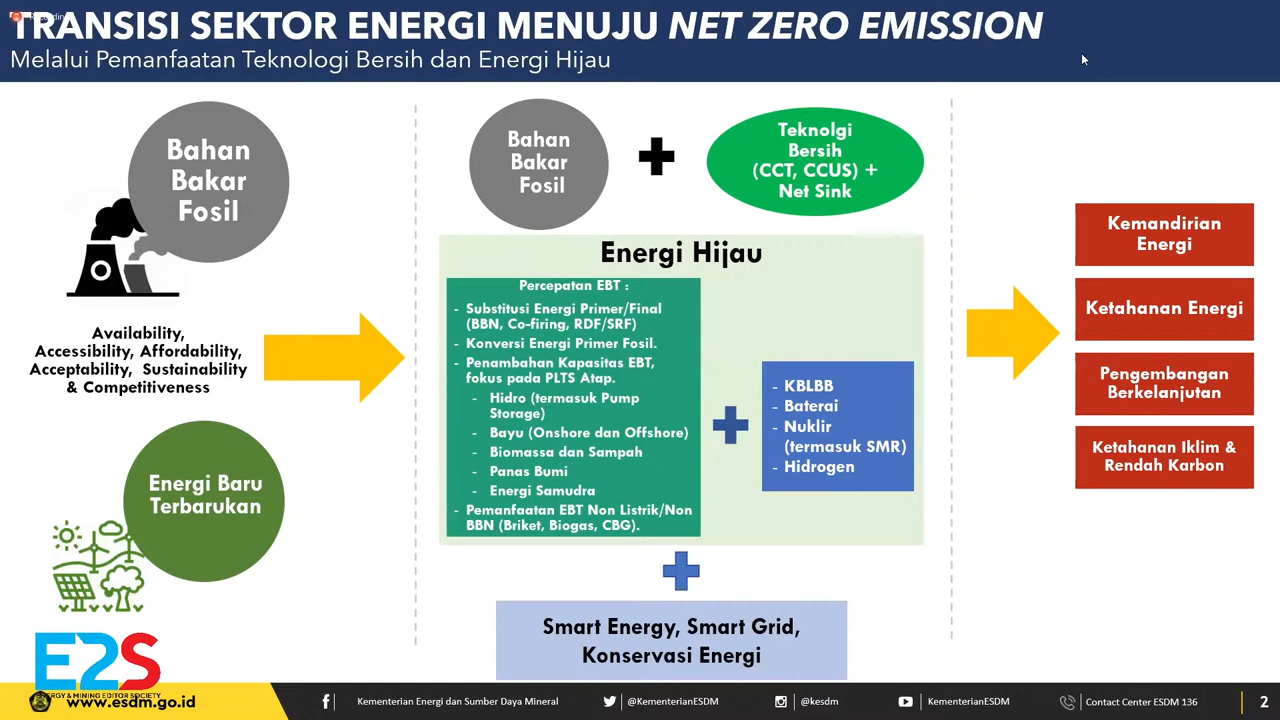 Recording
TRANSISI SEKTOR ENERGI MENUJU NET ZERO EMISSION
Melalui Pemanfaatan Teknologi Bersih dan Energi Hijau
Bahan
Bakar
Fosil
Availability,
Accessibility, Affordability,
Acceptability, Sustainability
& Competitiveness
Energi Baru
Terbarukan
Bahan
Bakar
Fosil
Teknolgi
Bersih
(CCT, CCUS) +
Net Sink
Energi Hijau
Percepatan EBT :
- Substitusi Energi Primer/Final
(BBN, Co-firing, RDF/SRF)
- Konversi Energi Primer Fosil.
- Penambahan Kapasitas EBT,
fokus pada PLTS Atap.
- Hidro (termasuk Pump
Storage)
- Bayu (Onshore dan Offshore)
- Biomassa dan Sampah
- Panas Bumi
- Energi Samudra
- Pemanfaatan EBT Non Listrik/Non
BBN (Briket, Biogas, CBG).
- KBLBB
- Baterai
- Nuklir
(termasuk SMR)
- Hidrogen
Smart Energy, Smart Grid,
Konservasi Energi
Kemandirian
Energi
Ketahanan Energi
Pengembangan
Berkelanjutan
Ketahanan Iklim &
Rendah Karbon
E2S
ENERGY & MINING EDITOR SOCIETY
www.esdm.go.id
Kementerian Energi dan Sumber Daya Mineral
@KementerianESDM
@kesdm
KementerianESDM
Contact Center ESDM 136
2